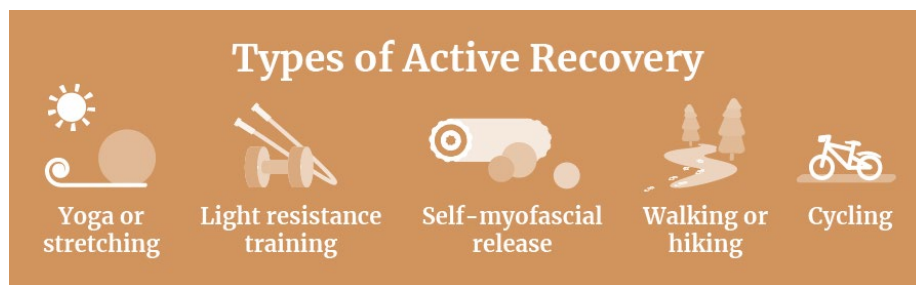 Types of Active Recovery
Yoga or
stretching
Light resistance
training
Self-myofascial
release
Walking or
hiking
Cycling